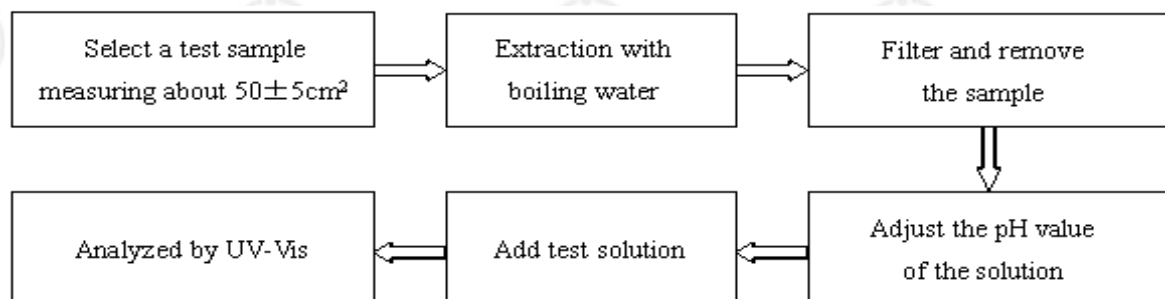 Select a test sample
measuring about 50±5cm²
Extraction with
boiling water
Filter and remove
the sample
Adjust the pH value
of the solution
Add test solution
Analyzed by UV-Vis